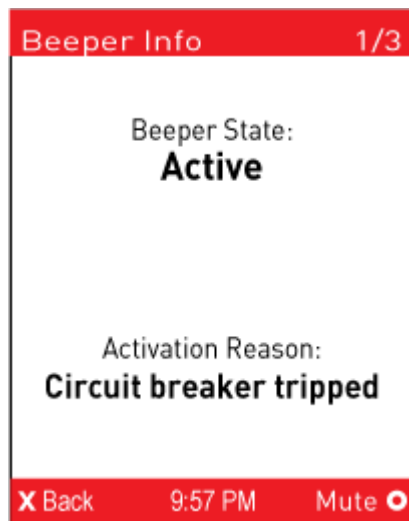 Beeper Info 1/3
Beeper State:
Active
Activation Reason:
Circuit breaker tripped
X Back 9:57 PM Mute O